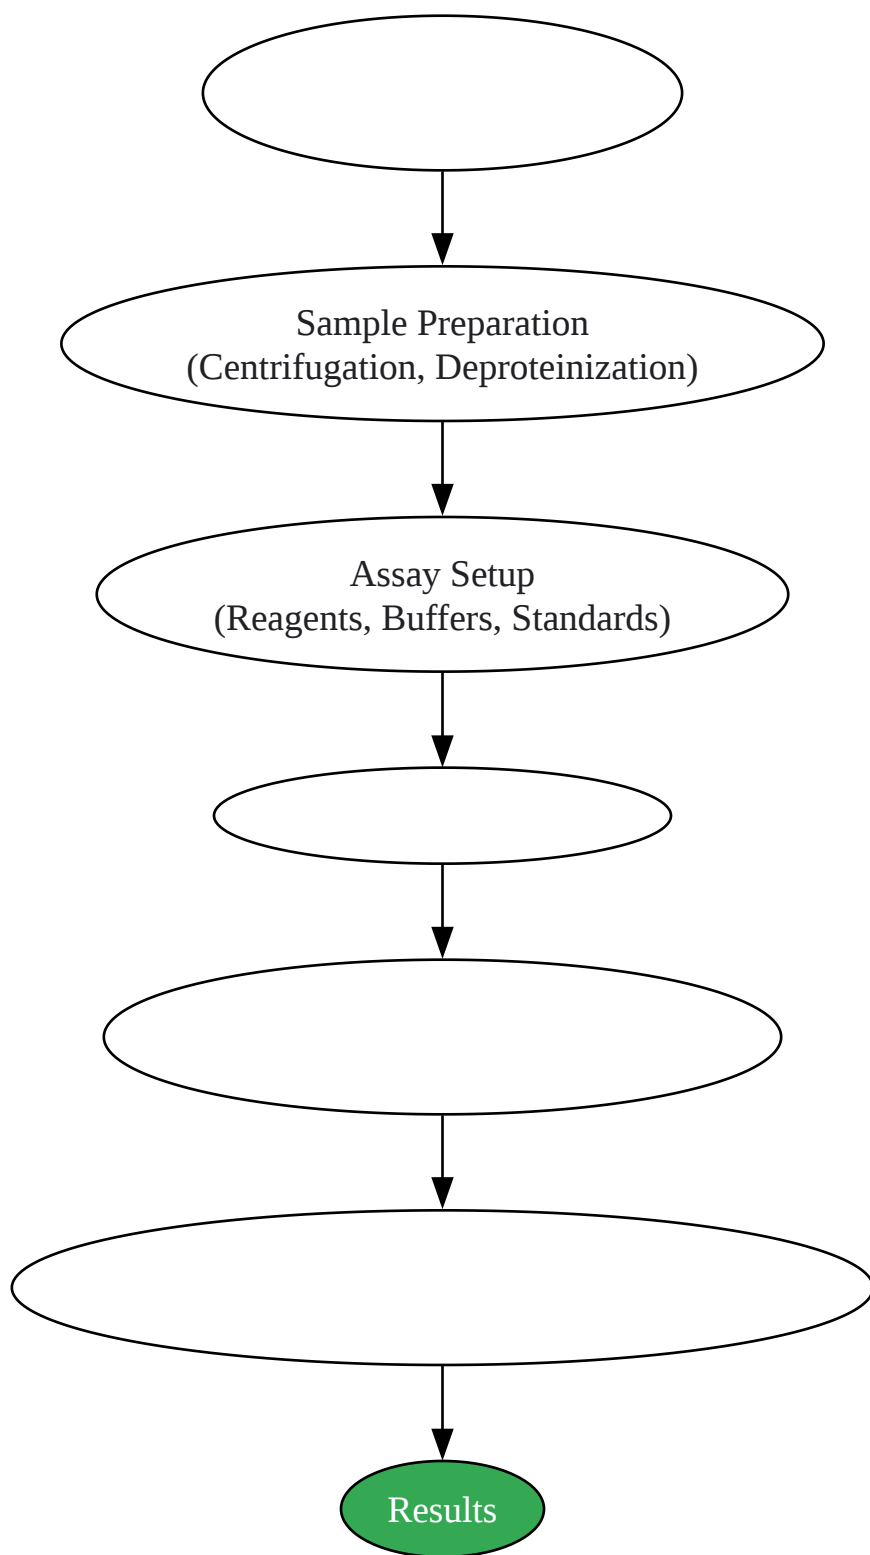 Sample Preparation
(Centrifugation, Deproteinization)
Assay Setup
(Reagents, Buffers, Standards)
Results